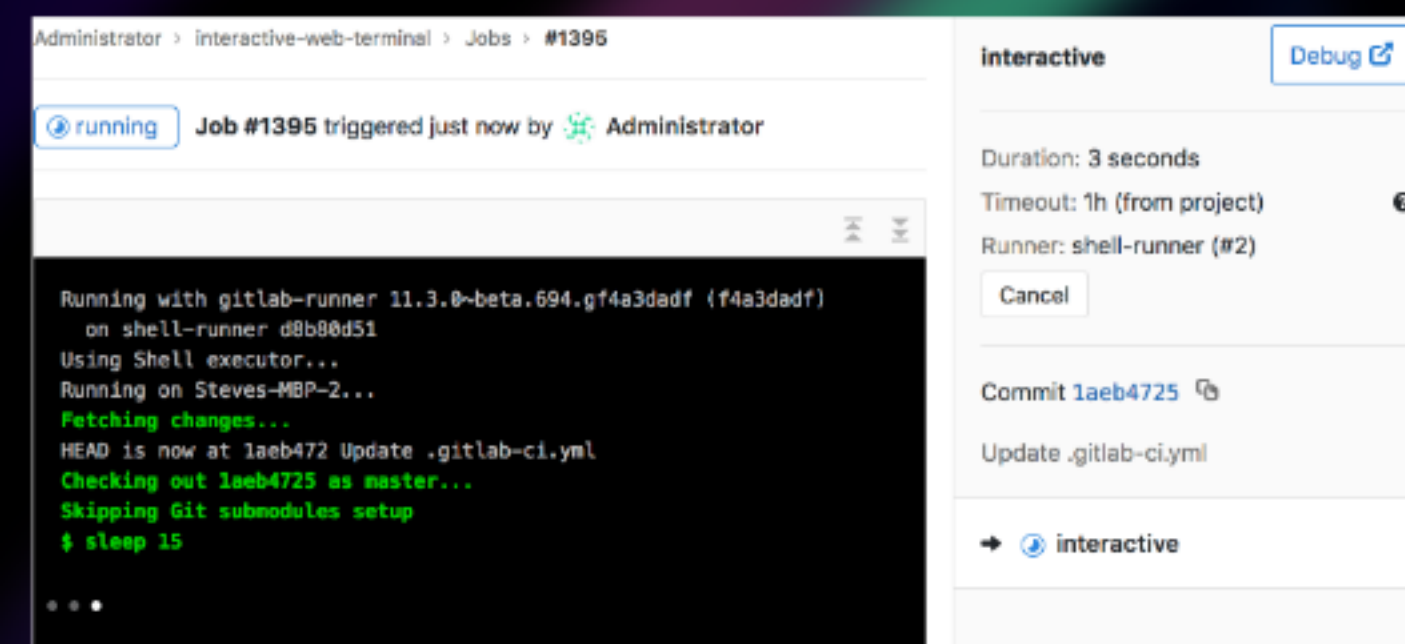 Administrator > interactive-web-terminal > Jobs > #1395
running Job #1395 triggered just now by Administrator
Running with gitlab-runner 11.3.0~beta.694.gf4a3dadf (f4a3dadf)
on shell-runner d8b80d51
Using Shell executor...
Running on Steves-MBP-2...
Fetching changes...
HEAD is now at 1aeb472 Update .gitlab-ci.yml
Checking out 1aeb4725 as master...
Skipping Git submodules setup
$ sleep 15
interactive
Debug
Duration: 3 seconds
Timeout: 1h (from project)
Runner: shell-runner (#2)
Cancel
Commit 1aeb4725
Update .gitlab-ci.yml
interactive